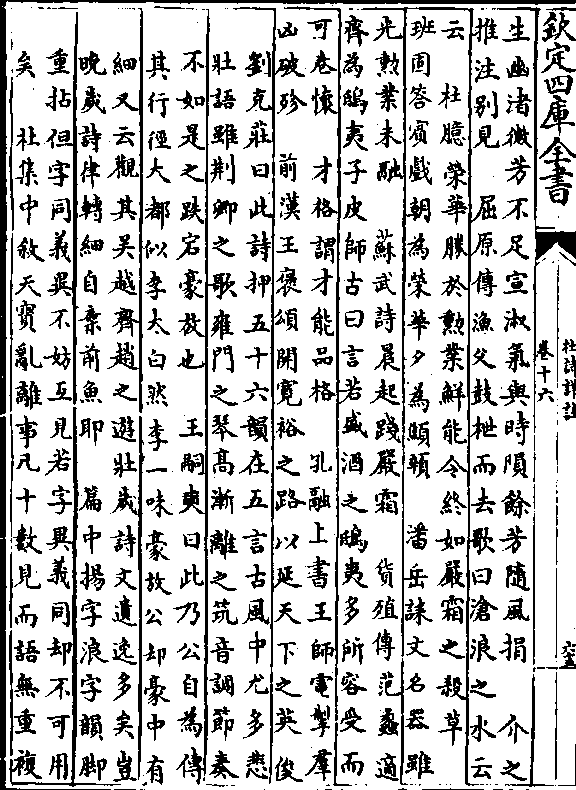 欽定四庫全書
杜詩詳註
卷十六
生幽渚微芳不足宣淑氣與時隕餘芳隨風捐　介之
推注别見　屈原傳漁父鼓枻而去歌曰滄浪之水云
云　杜臆榮華勝於勲業鮮能令終如嚴霜之殺草
班固答賓戲朝為榮華夕為顦顇　潘岳誄文名器雖
光勲業未融　蘇武詩晨起踐嚴霜　貨殖傳范蠡適
齊為鴟夷子皮師古曰言若盛酒之鴟夷多所容受而
可卷懷　才格謂才能品格　孔融上書王師電掣羣
凶破殄　前漢王褒頌開寛裕之路以延天下之英俊
劉克莊曰此詩押五十六韻在五言古風中尤多悲
壯語雖荆卿之歌雍門之琴髙漸離之筑音調節奏
不如是之跌宕豪放也　王嗣奭曰此乃公自為傳
其行徑大都似李太白然李一味豪放公却豪中有
細又云觀其吳越齊趙之遊壯歲詩文遺逸多矣豈
晚歲詩律轉細自棄前魚耶　篇中揚字浪字韻脚
重拈但字同義異不妨互見若字異義同却不可用
矣　杜集中敘天寳亂離事凡十數見而語無重複